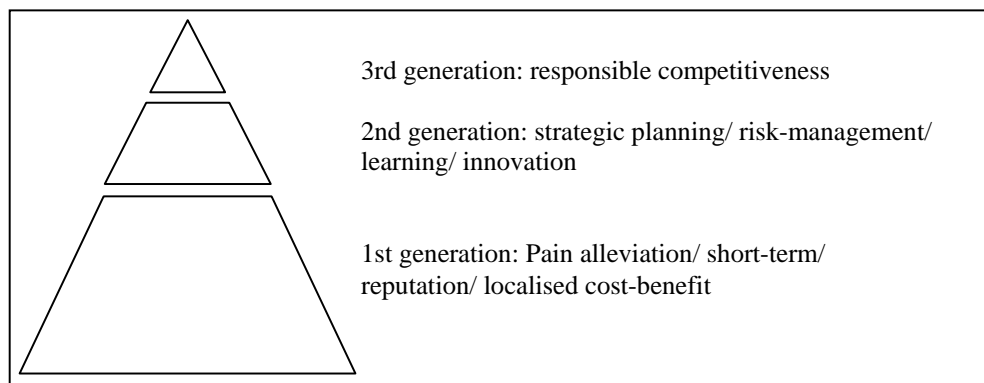 3rd generation: responsible competitiveness
2nd generation: strategic planning/ risk-management/
learning/ innovation
1st generation: Pain alleviation/ short-term/
reputation/ localised cost-benefit